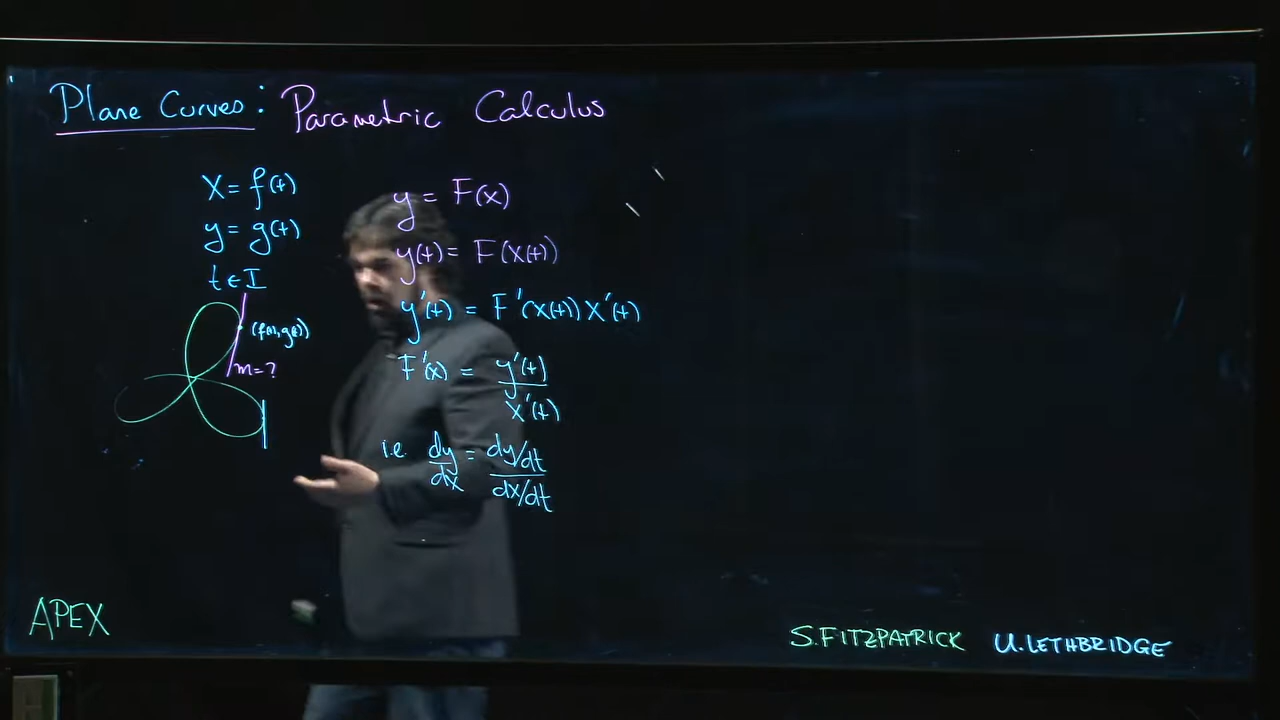 Plane Curves: Parametric Calculus
x = f(t)
y = g(t)
t ∈ I
(f(t), g(t))
m = ?
y = F(x)
y(t) = F(x(t))
y'(t) = F'(x(t)) x'(t)
F'(x) = y'(t) / x'(t)
i.e. dy/dx = dy/dt / dx/dt
APEX
S. FITZPATRICK U. LETHBRIDGE